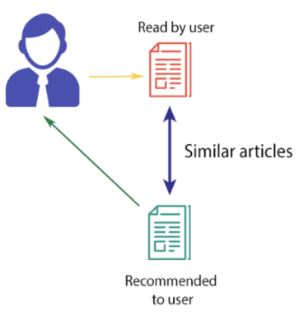 Read by user
Similar articles
Recommended
to user